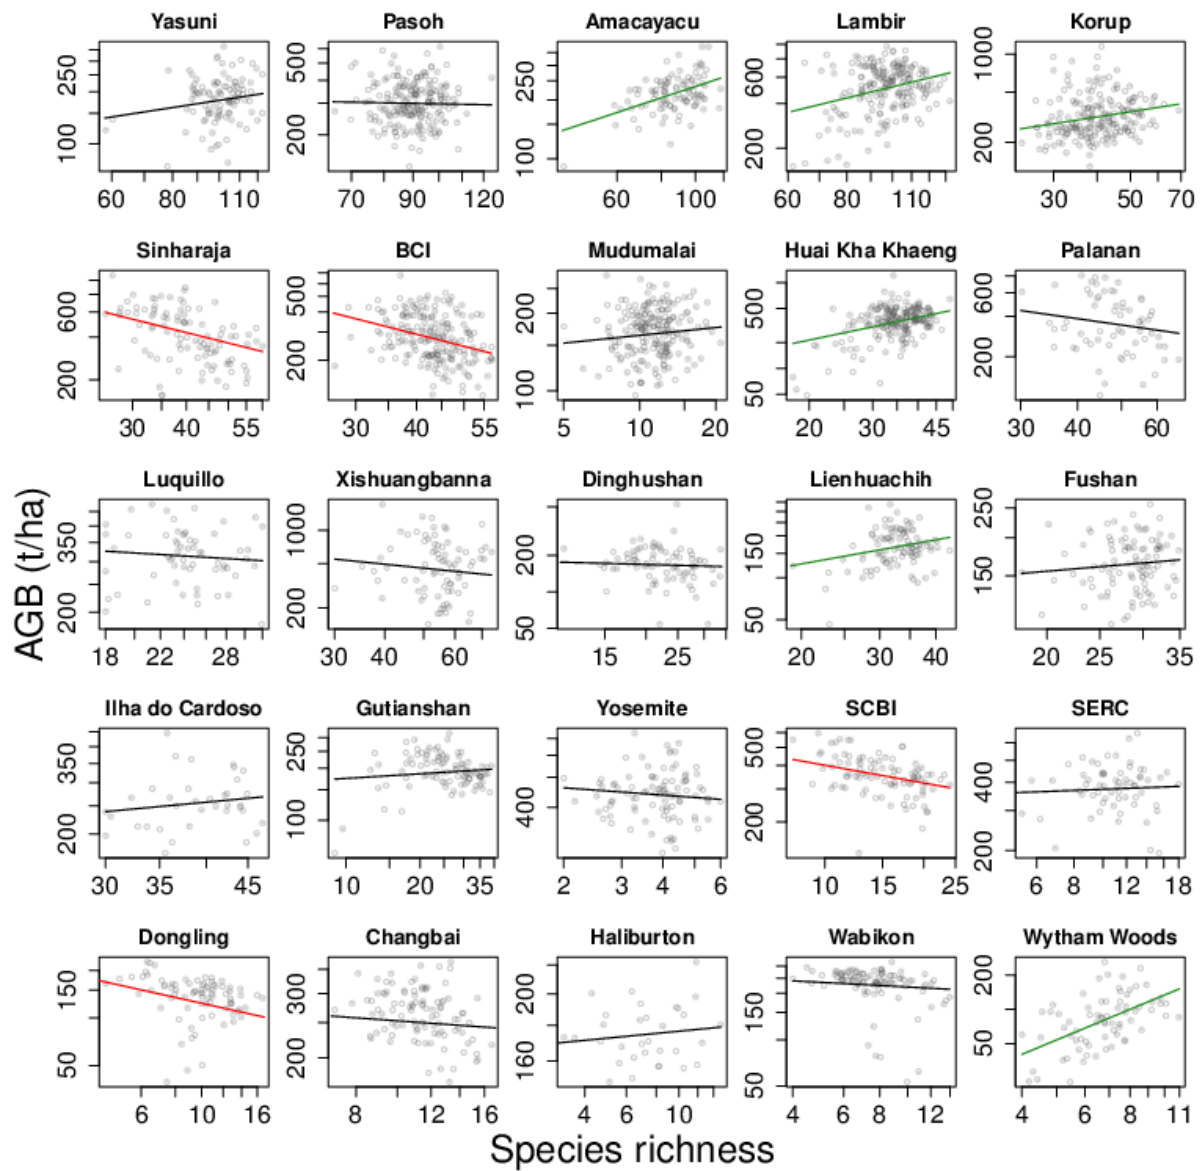 Yasuni Pasoh Amacayacu Lambir Korup
100 250 200 500 100 250 200 600 200 1000
60 80 110 70 90 120 60 100 60 80 110 30 50 70
Sinharaja BCI Mudumalai Huai Kha Khaeng Palanan
200 600 200 500 100 200 50 500 200 600
30 40 55 30 40 55 5 10 20 20 30 45 30 40 60
Luquillo Xishuangbanna Dinghushan Lienhuachih Fushan
200 350 200 1000 50 200 50 150 150 250
18 22 28 30 40 60 15 25 20 30 40 20 25 35
Ilha do Cardoso Gutianshan Yosemite SCBI SERC
200 350 100 250 400 200 500 200 400
30 35 45 10 20 35 2 3 4 6 10 15 25 6 8 12 18
Dongling Changbai Haliburton Wabikon Wytham Woods
50 150 200 300 160 200 50 150 50 200
6 10 16 8 12 16 4 6 10 4 6 8 12 4 6 8 11
AGB (t/ha)
Species richness